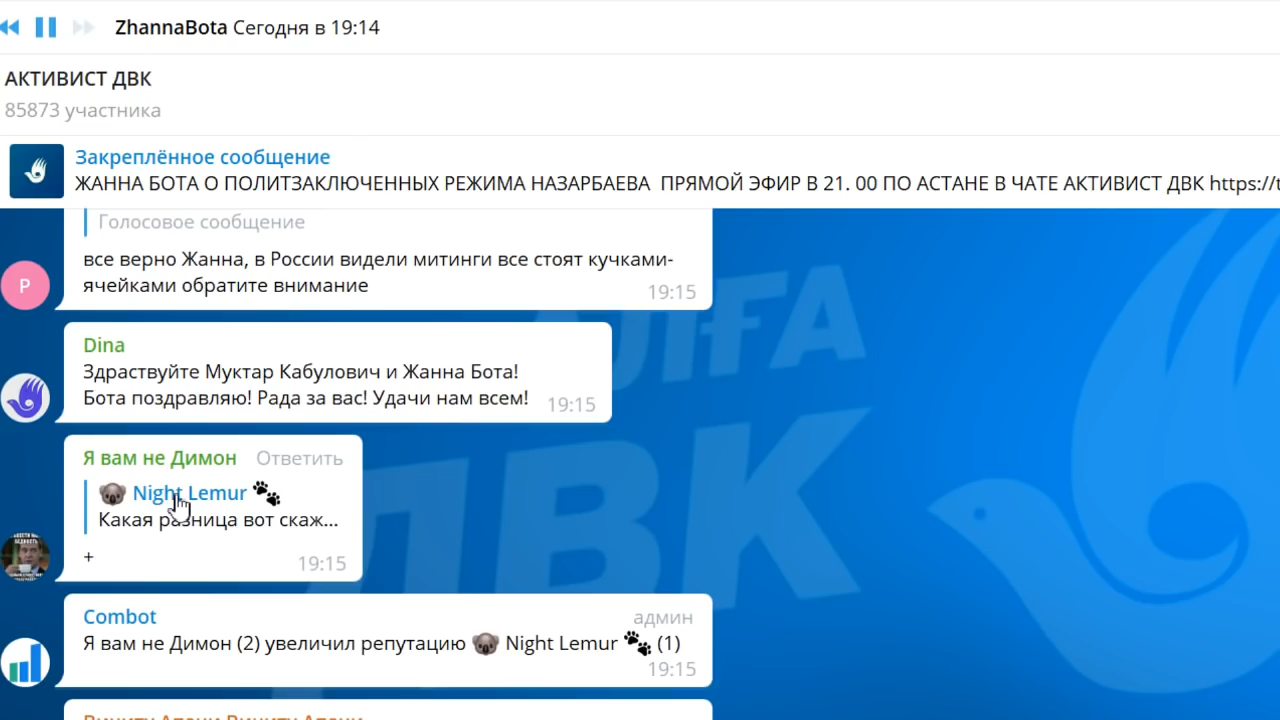 ZhannaBota Сегодня в 19:14
АКТИВИСТ ДВК
85873 участника
Закреплённое сообщение
ЖАННА БОТА О ПОЛИТЗАКЛЮЧЕННЫХ РЕЖИМА НАЗАРБАЕВА ПРЯМОЙ ЭФИР В 21. 00 ПО АСТАНЕ В ЧАТЕ АКТИВИСТ ДВК https://t
Голосовое сообщение
все верно Жанна, в России видели митинги все стоят кучками-
ячейками обратите внимание
19:15
P
Dina
Здраствуйте Муктар Кабулович и Жанна Бота!
Бота поздравляю! Рада за вас! Удачи нам всем!
19:15
Я вам не Димон Ответить
🐨 Night Lemur 🐾
Какая разница вот скаж...
+
19:15
Combot админ
Я вам не Димон (2) увеличил репутацию 🐨 Night Lemur 🐾 (1)
19:15
ДВК